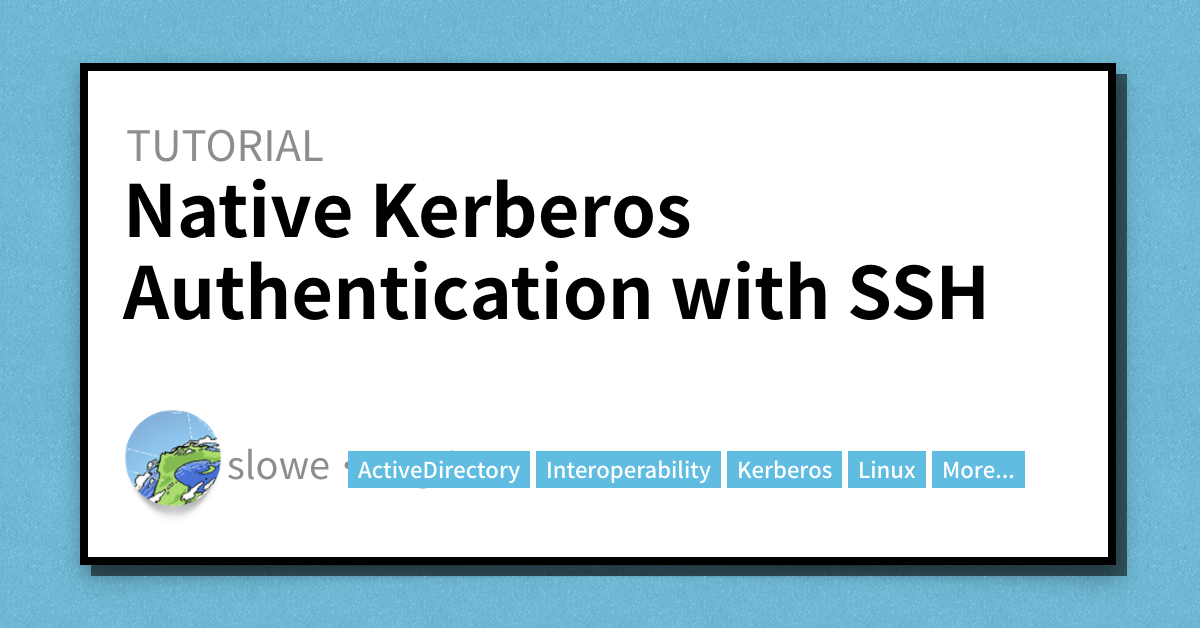 TUTORIAL
Native Kerberos
Authentication with SSH
slowe • ActiveDirectory Interoperability Kerberos Linux More...